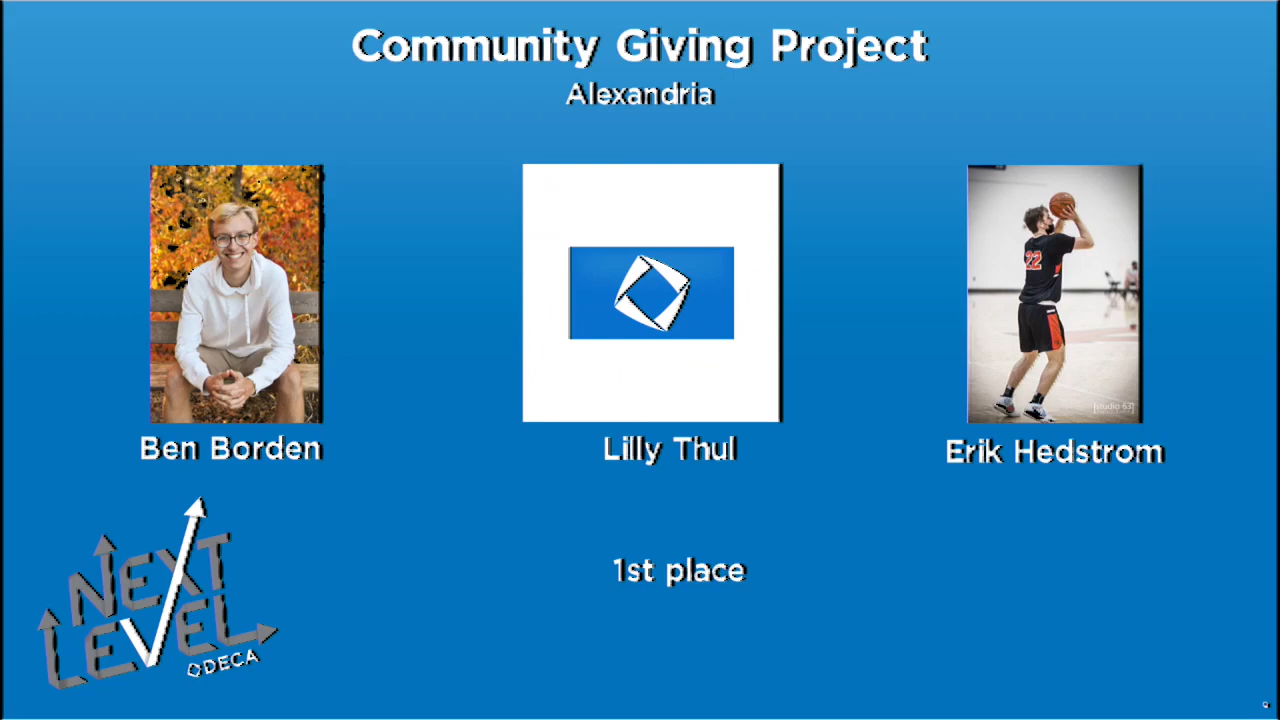 Community Giving Project
Alexandria
22
[studio 63]
Ben Borden
Lilly Thul
Erik Hedstrom
NEXT
LEVEL
DECA
1st place